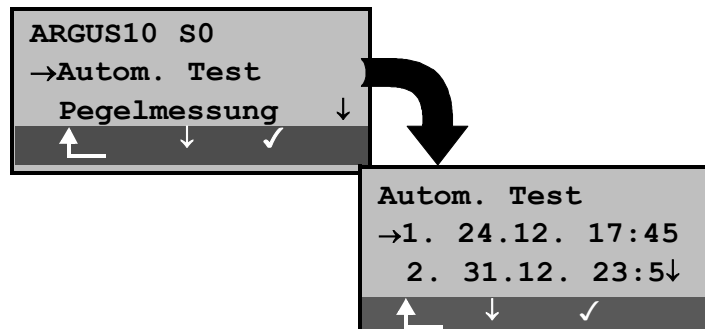 ARGUS10 S0
→Autom. Test
Pegelmessung ↓
↓ ✓
Autom. Test
→1. 24.12. 17:45
2. 31.12. 23:5↓
↓ ✓